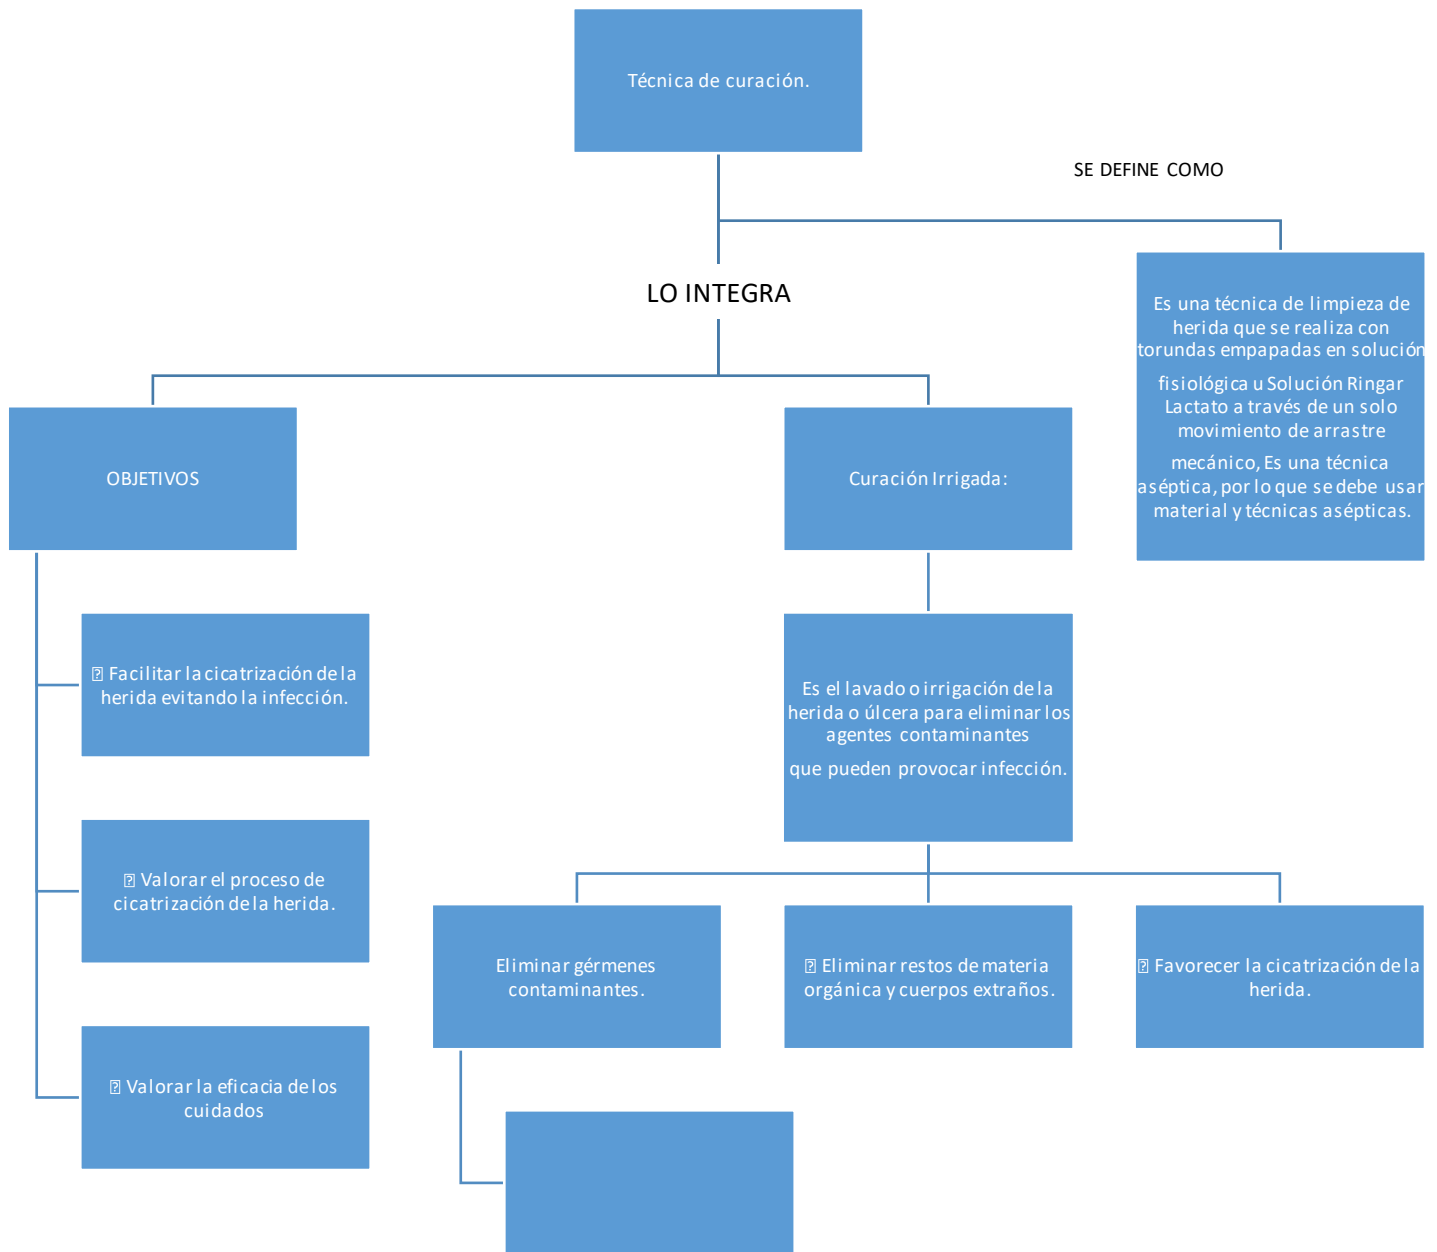 Técnica de curación.
SE DEFINE COMO
LO INTEGRA
Es una técnica de limpieza de
herida que se realiza con
torundas empapadas en solución
fisiológica u Solución Ringar
Lactato a través de un solo
movimiento de arrastre
mecánico, Es una técnica
aséptica, por lo que se debe usar
material y técnicas asépticas.
OBJETIVOS
Curación Irrigada:
⍰ Facilitar la cicatrización de la
herida evitando la infección.
Es el lavado o irrigación de la
herida o úlcera para eliminar los
agentes contaminantes
que pueden provocar infección.
⍰ Valorar el proceso de
cicatrización de la herida.
Eliminar gérmenes
contaminantes.
⍰ Eliminar restos de materia
orgánica y cuerpos extraños.
⍰ Favorecer la cicatrización de la
herida.
⍰ Valorar la eficacia de los
cuidados